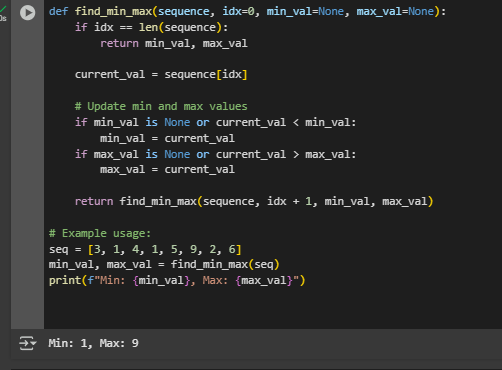 def find_min_max(sequence, idx=0, min_val=None, max_val=None):
    if idx == len(sequence):
        return min_val, max_val

    current_val = sequence[idx]

    # Update min and max values
    if min_val is None or current_val < min_val:
        min_val = current_val
    if max_val is None or current_val > max_val:
        max_val = current_val

    return find_min_max(sequence, idx + 1, min_val, max_val)

# Example usage:
seq = [3, 1, 4, 1, 5, 9, 2, 6]
min_val, max_val = find_min_max(seq)
print(f"Min: {min_val}, Max: {max_val}")
Min: 1, Max: 9